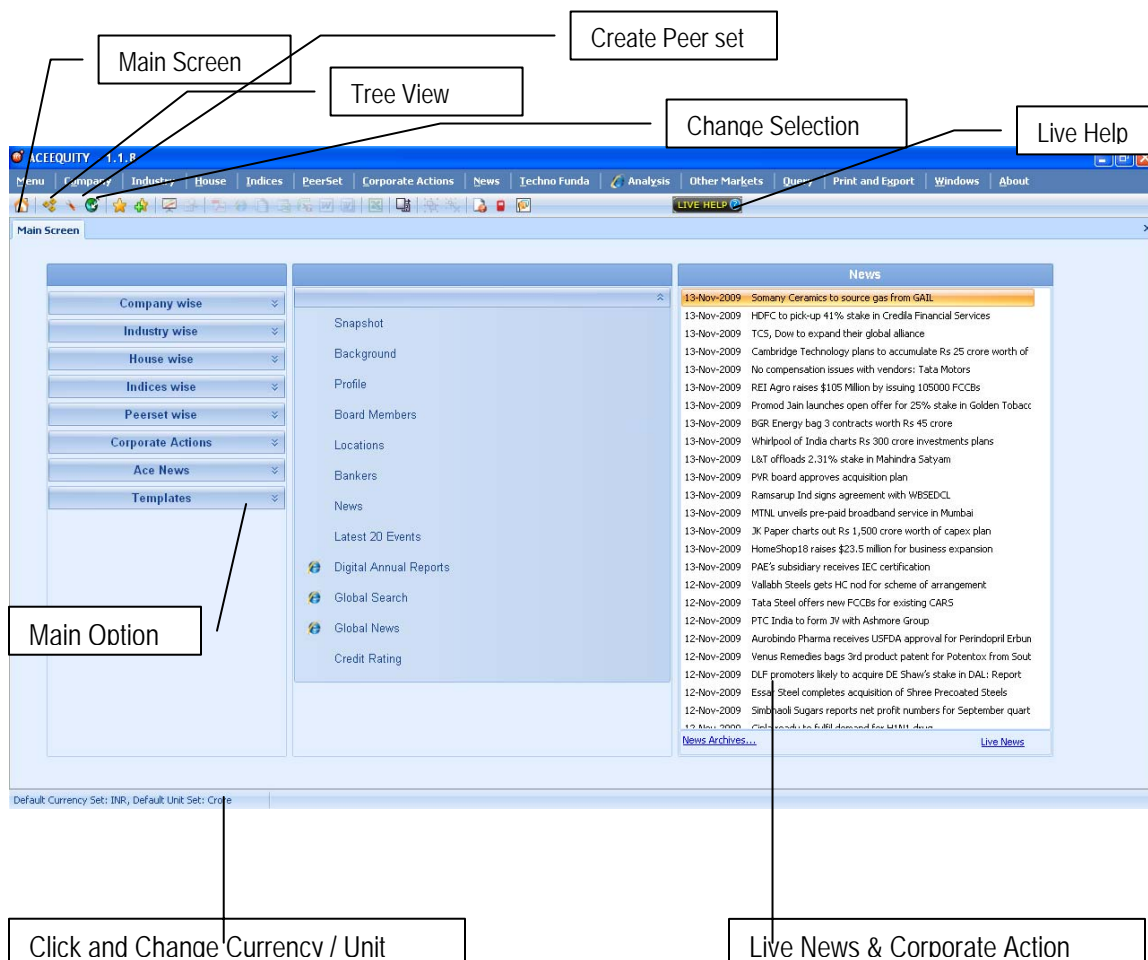 Create Peer set
Main Screen
Tree View
Change Selection
Live Help
ACEEQUITY 1.1.8
Menu Company Industry House Indices PeerSet Corporate Actions News Techno Funda Analysis Other Markets Query Print and Export Windows About
LIVE HELP
Main Screen
Company wise
Industry wise
House wise
Indices wise
Peerset wise
Corporate Actions
Ace News
Templates
Snapshot
Background
Profile
Board Members
Locations
Bankers
News
Latest 20 Events
Digital Annual Reports
Global Search
Global News
Credit Rating
News
13-Nov-2009 Somany Ceramics to source gas from GAIL
13-Nov-2009 HDFC to pick-up 41% stake in Credila Financial Services
13-Nov-2009 TCS, Dow to expand their global alliance
13-Nov-2009 Cambridge Technology plans to accumulate Rs 25 crore worth of
13-Nov-2009 No compensation issues with vendors: Tata Motors
13-Nov-2009 REI Agro raises $105 Million by issuing 105000 FCCBs
13-Nov-2009 Promod Jain launches open offer for 25% stake in Golden Tobacc
13-Nov-2009 BGR Energy bag 3 contracts worth Rs 45 crore
13-Nov-2009 Whirlpool of India charts Rs 300 crore investments plans
13-Nov-2009 L&T offloads 2.31% stake in Mahindra Satyam
13-Nov-2009 PVR board approves acquisition plan
13-Nov-2009 Ramsarup Ind signs agreement with WBSEDCL
13-Nov-2009 MTNL unveils pre-paid broadband service in Mumbai
13-Nov-2009 JK Paper charts out Rs 1,500 crore worth of capex plan
13-Nov-2009 HomeShop18 raises $23.5 million for business expansion
13-Nov-2009 PAE's subsidiary receives IEC certification
12-Nov-2009 Vallabh Steels gets HC nod for scheme of arrangement
12-Nov-2009 Tata Steel offers new FCCBs for existing CARS
12-Nov-2009 PTC India to form JV with Ashmore Group
12-Nov-2009 Aurobindo Pharma receives USFDA approval for Perindopril Erbun
12-Nov-2009 Venus Remedies bags 3rd product patent for Potentox from Sout
12-Nov-2009 DLF promoters likely to acquire DE Shaw's stake in DAL: Report
12-Nov-2009 Essar Steel completes acquisition of Shree Precoated Steels
12-Nov-2009 Simbhaoli Sugars reports net profit numbers for September quart
12-Nov-2009 Cipla ready to fulfil demand for H1N1 drug
News Archives...
Live News
Main Option
Default Currency Set: INR, Default Unit Set: Crore
Click and Change Currency / Unit
Live News & Corporate Action